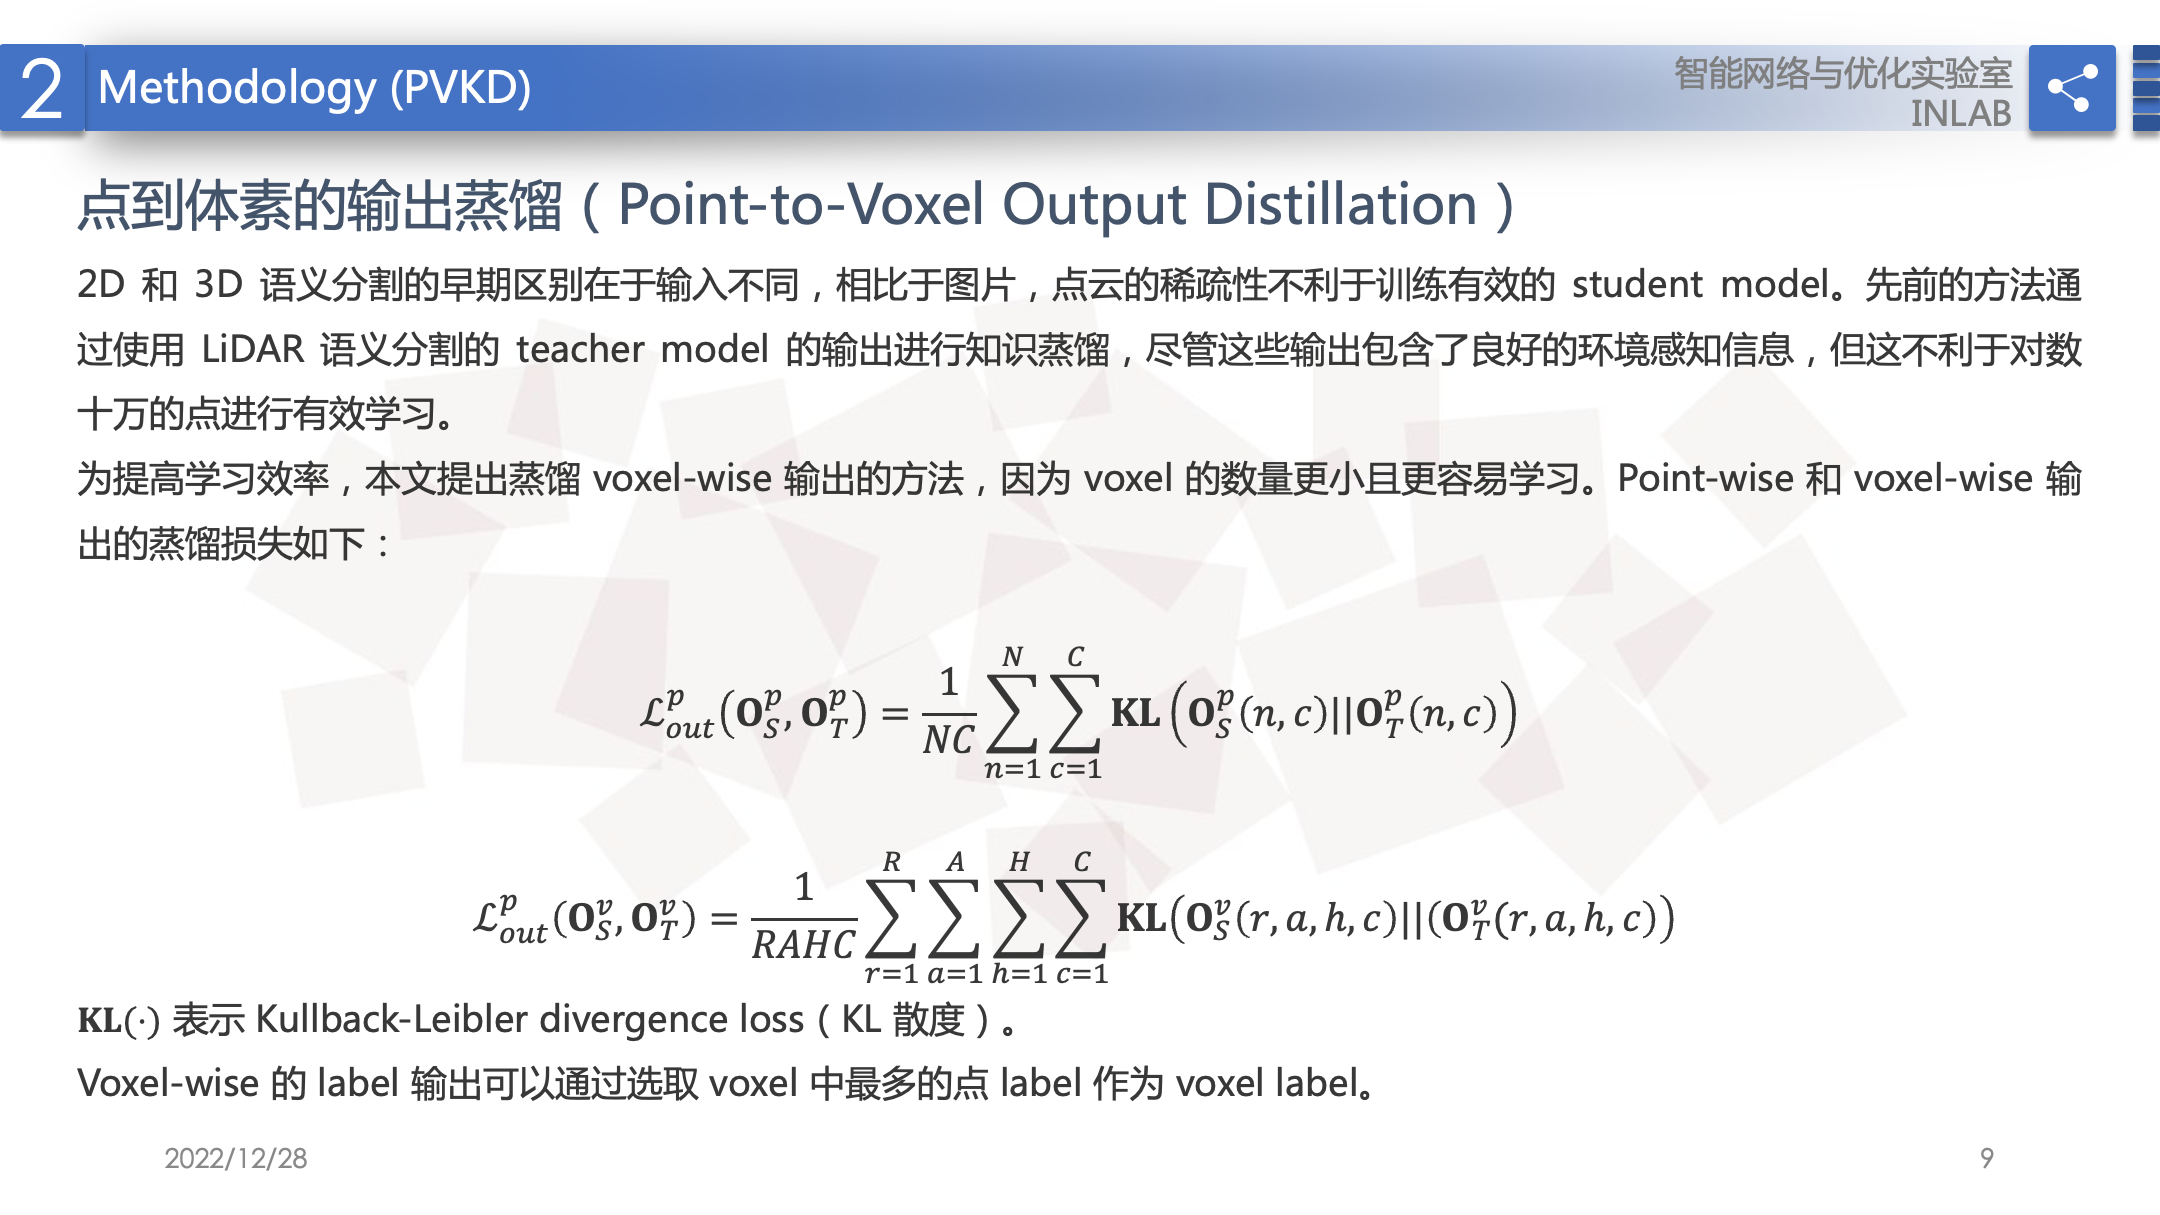 2
Methodology (PVKD)
智能网络与优化实验室
INLAB
点到体素的输出蒸馏（Point-to-Voxel Output Distillation）
2D 和 3D 语义分割的早期区别在于输入不同，相比于图片，点云的稀疏性不利于训练有效的 student model。先前的方法通
过使用 LiDAR 语义分割的 teacher model 的输出进行知识蒸馏，尽管这些输出包含了良好的环境感知信息，但这不利于对数
十万的点进行有效学习。
为提高学习效率，本文提出蒸馏 voxel-wise 输出的方法，因为 voxel 的数量更小且更容易学习。Point-wise 和 voxel-wise 输
出的蒸馏损失如下：
$\mathcal{L}_{out}^{p}(\mathbf{O}_{S}^{p},\mathbf{O}_{T}^{p})=\frac{1}{NC}\sum_{n=1}^{N}\sum_{c=1}^{C}\mathbf{KL}\left(\mathbf{O}_{S}^{p}(n,c)||\mathbf{O}_{T}^{p}(n,c)\right)$
$\mathcal{L}_{out}^{p}(\mathbf{O}_{S}^{v},\mathbf{O}_{T}^{v})=\frac{1}{RAHC}\sum_{r=1}^{R}\sum_{a=1}^{A}\sum_{h=1}^{H}\sum_{c=1}^{C}\mathbf{KL}(\mathbf{O}_{S}^{v}(r,a,h,c)||(\mathbf{O}_{T}^{v}(r,a,h,c))$
KL(·) 表示 Kullback-Leibler divergence loss（KL 散度）。
Voxel-wise 的 label 输出可以通过选取 voxel 中最多的点 label 作为 voxel label。
2022/12/28
9